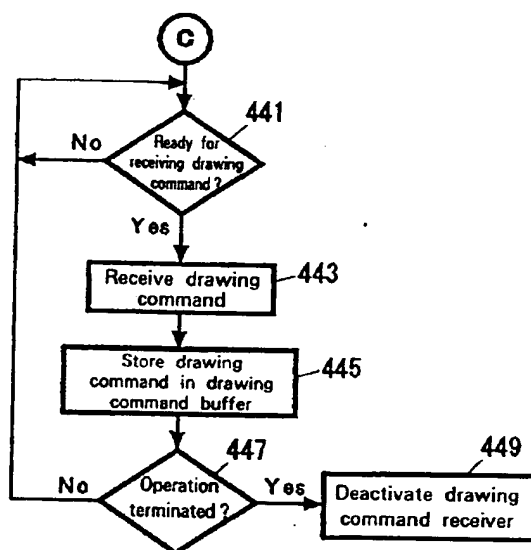 C
441
Ready for
receiving drawing
command?
No
Yes
443
Receive drawing
command
445
Store drawing
command in drawing
command buffer
447
Operation
terminated?
No
Yes
449
Deactivate drawing
command receiver